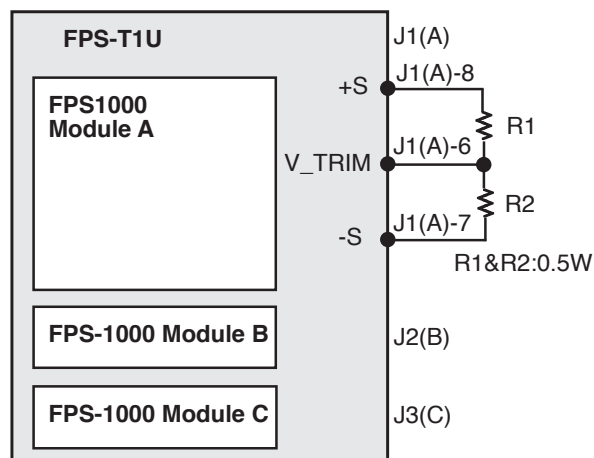 FPS-T1U
J1(A)
FPS1000
Module A
+S
J1(A)-8
R1
V_TRIM
J1(A)-6
R2
-S
J1(A)-7
R1&R2:0.5W
FPS-1000 Module B
J2(B)
FPS-1000 Module C
J3(C)